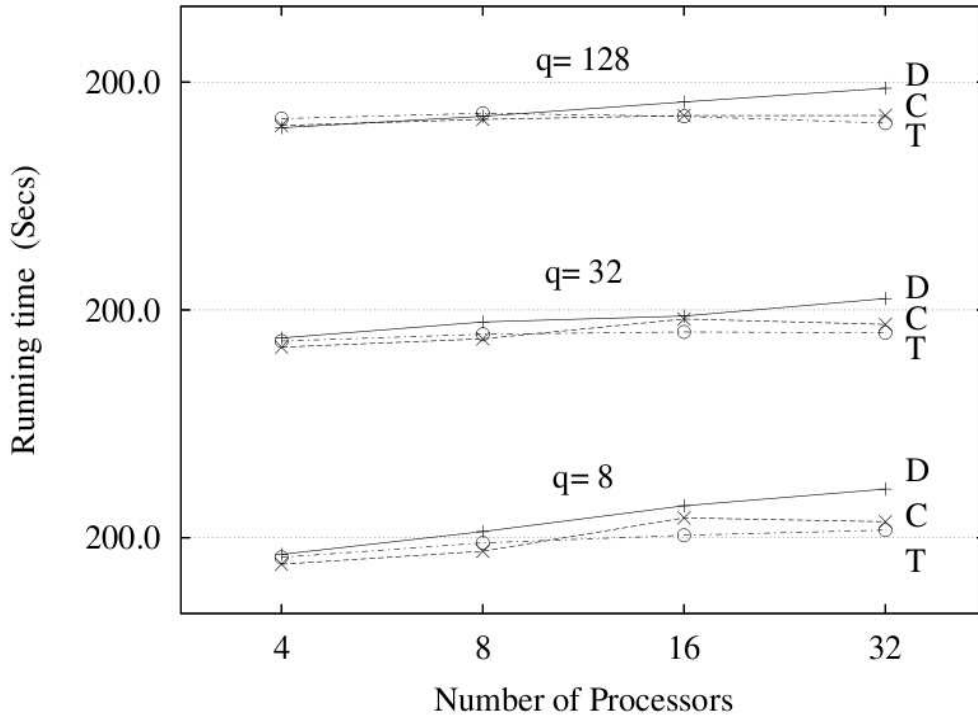 q= 128
200.0
D
C
T
q= 32
200.0
D
C
T
q= 8
200.0
D
C
T
Running time (Secs)
4 8 16 32
Number of Processors